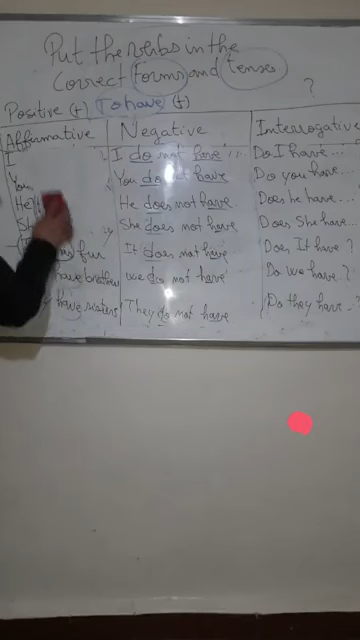 Put the verbs in the
Correct forms and tenses
?
Positive (+) To have (+)
Affirmative Negative Interrogative
I I do not have... Do I have...
You You do not have Do you have...
He He does not have Does he have...
She She does not have Does She have...
fur It does not have Does It have ?
have brothers we do not have Do we have ?
have sisters They do not have Do they have...?